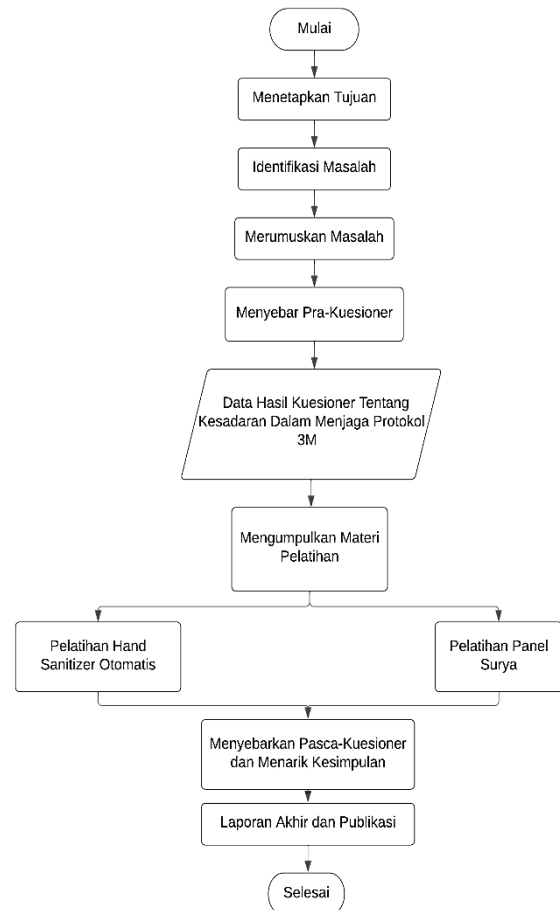 Mulai
Menetapkan Tujuan
Identifikasi Masalah
Merumuskan Masalah
Menyebar Pra-Kuesioner
Data Hasil Kuesioner Tentang
Kesadaran Dalam Menjaga Protokol
3M
Mengumpulkan Materi
Pelatihan
Pelatihan Hand
Sanitizer Otomatis
Pelatihan Panel
Surya
Menyebarkan Pasca-Kuesioner
dan Menarik Kesimpulan
Laporan Akhir dan Publikasi
Selesai